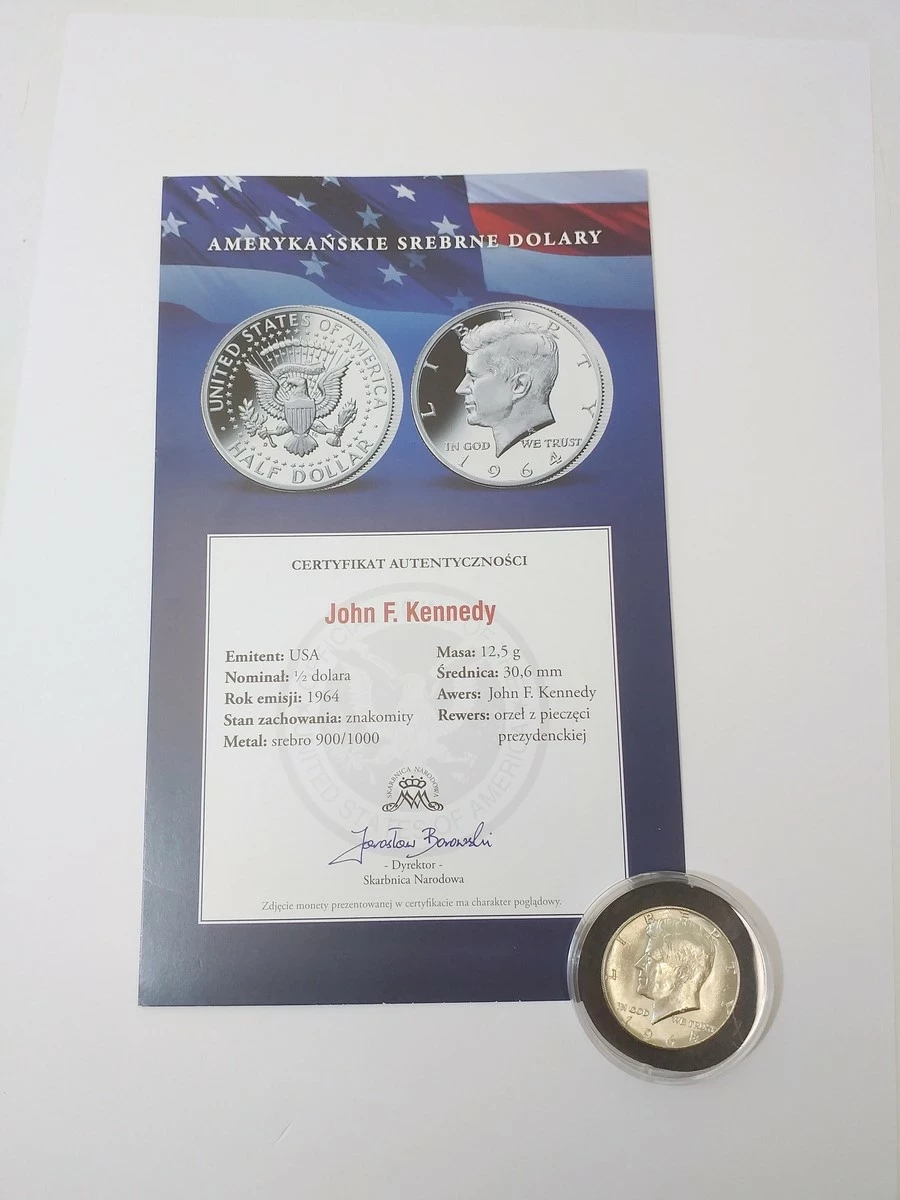 AMERYKAŃSKIE SREBRNE DOLARY
UNITED STATES OF AMERICA
HALF DOLLAR
LIBERTY
IN GOD WE TRUST
1964
CERTYFIKAT AUTENTYCZNOŚCI
John F. Kennedy
Emitent: USA
Nominał: ½ dolara
Rok emisji: 1964
Stan zachowania: znakomity
Metal: srebro 900/1000
Masa: 12,5 g
Średnica: 30,6 mm
Awers: John F. Kennedy
Rewers: orzeł z pieczęci
prezydenckiej
SKARBNICA NARODOWA
Jarosław Borowski
- Dyrektor -
Skarbnica Narodowa
Zdjęcie monety prezentowanej w certyfikacie ma charakter poglądowy.
LIBERTY
IN GOD WE TRUST
1964